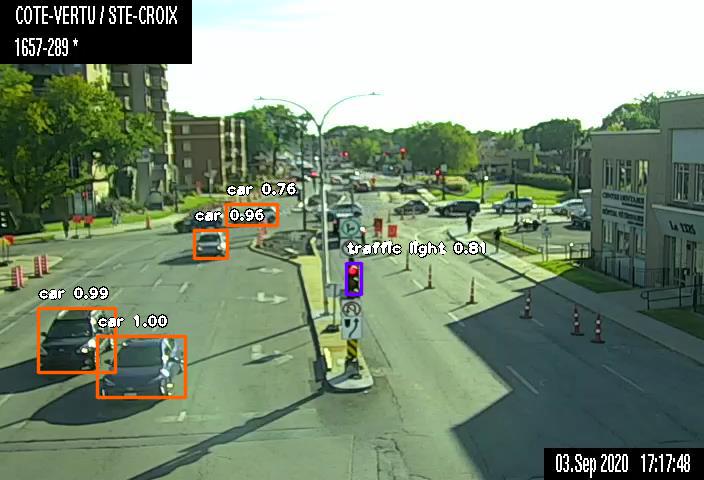 COTE-VERTU / STE-CROIX
1657-289 *
car 0.76
car 0.96
traffic light 0.81
car 0.99
car 1.00
03.Sep 2020 17:17:48